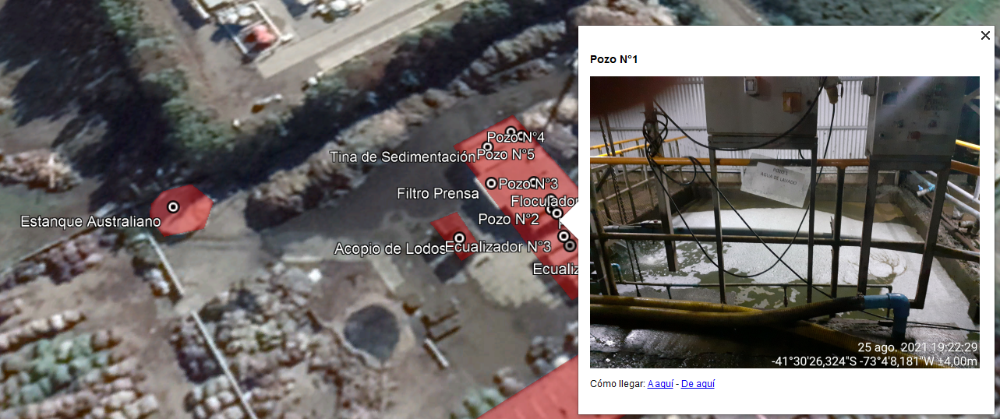 Pozo N°1
Pozo N°4
Tina de Sedimentación
Pozo N°5
Pozo N°3
Filtro Prensa
Floculador
Estanque Australiano
Pozo N°2
Acopio de Lodos
Ecualizador N°3
Ecualiz
POZO 1
AGUA DE LAVADO
25 ago. 2021 19:22:29
-41°30'26,324"S -73°4'8,181"W ±4,00m
Cómo llegar: A aquí - De aquí